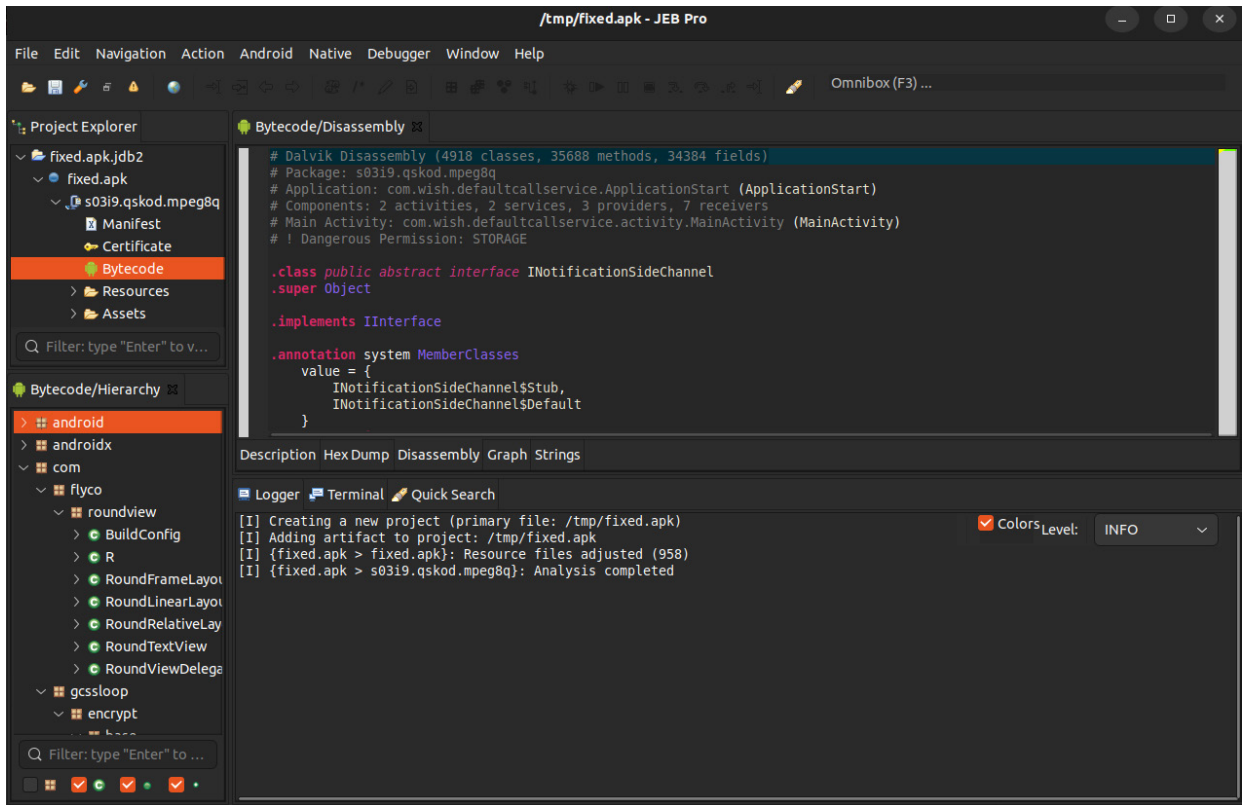 /tmp/fixed.apk - JEB Pro
File Edit Navigation Action Android Native Debugger Window Help
Omnibox (F3) ...
Project Explorer
fixed.apk.jdb2
fixed.apk
s03i9.qskod.mpeg8q
Manifest
Certificate
Bytecode
Resources
Assets
Filter: type "Enter" to v...
Bytecode/Hierarchy
android
androidx
com
flyco
roundview
BuildConfig
R
RoundFrameLayou
RoundLinearLayou
RoundRelativeLay
RoundTextView
RoundViewDelega
gcssloop
encrypt
Filter: type "Enter" to ...
Bytecode/Disassembly
# Dalvik Disassembly (4918 classes, 35688 methods, 34384 fields)
# Package: s03i9.qskod.mpeg8q
# Application: com.wish.defaultcallservice.ApplicationStart (ApplicationStart)
# Components: 2 activities, 2 services, 3 providers, 7 receivers
# Main Activity: com.wish.defaultcallservice.activity.MainActivity (MainActivity)
# ! Dangerous Permission: STORAGE
.class public abstract interface INotificationSideChannel
.super Object
.implements IInterface
.annotation system MemberClasses
value = {
INotificationSideChannel$Stub,
INotificationSideChannel$Default
}
Description Hex Dump Disassembly Graph Strings
Logger Terminal Quick Search
[I] Creating a new project (primary file: /tmp/fixed.apk)
[I] Adding artifact to project: /tmp/fixed.apk
[I] {fixed.apk > fixed.apk}: Resource files adjusted (958)
[I] {fixed.apk > s03i9.qskod.mpeg8q}: Analysis completed
Colors Level: INFO